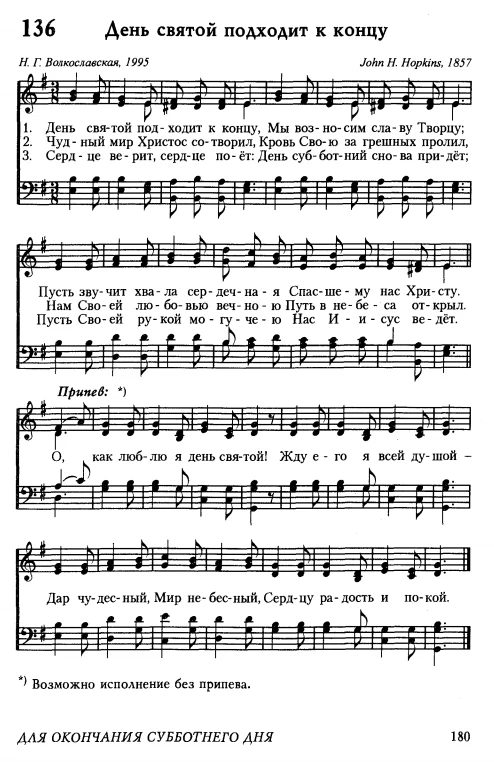 136 День святой подходит к концу
Н. Г. Волкославская, 1995 John H. Hopkins, 1857
1. День свя-той под-ходит к концу, Мы воз-но-сим сла-ву Творцу;
2. Чуд-ный мир Христос со-творил, Кровь Сво-ю за грешных пролил,
3. Серд-це ве-рит, серд-це по-ёт: День суб-бот-ний сно-ва при-дёт;
Пусть зву-чит хва-ла сер-деч-на-я Спас-ше-му нас Хри-сту.
Нам Сво-ей лю-бо-вью веч-но-ю Путь в не-бе-са от-крыл.
Пусть Сво-ей ру-кой мо-гу-че-ю Нас И-и-сус ве-дёт.
Припев: *)
О, как люб-лю я день свя-той! Жду е-го я всей ду-шой –
Дар чу-дес-ный, Мир не-бес-ный, Серд-цу ра-дость и по-кой.
*) Возможно исполнение без припева.
ДЛЯ ОКОНЧАНИЯ СУББОТНЕГО ДНЯ 180